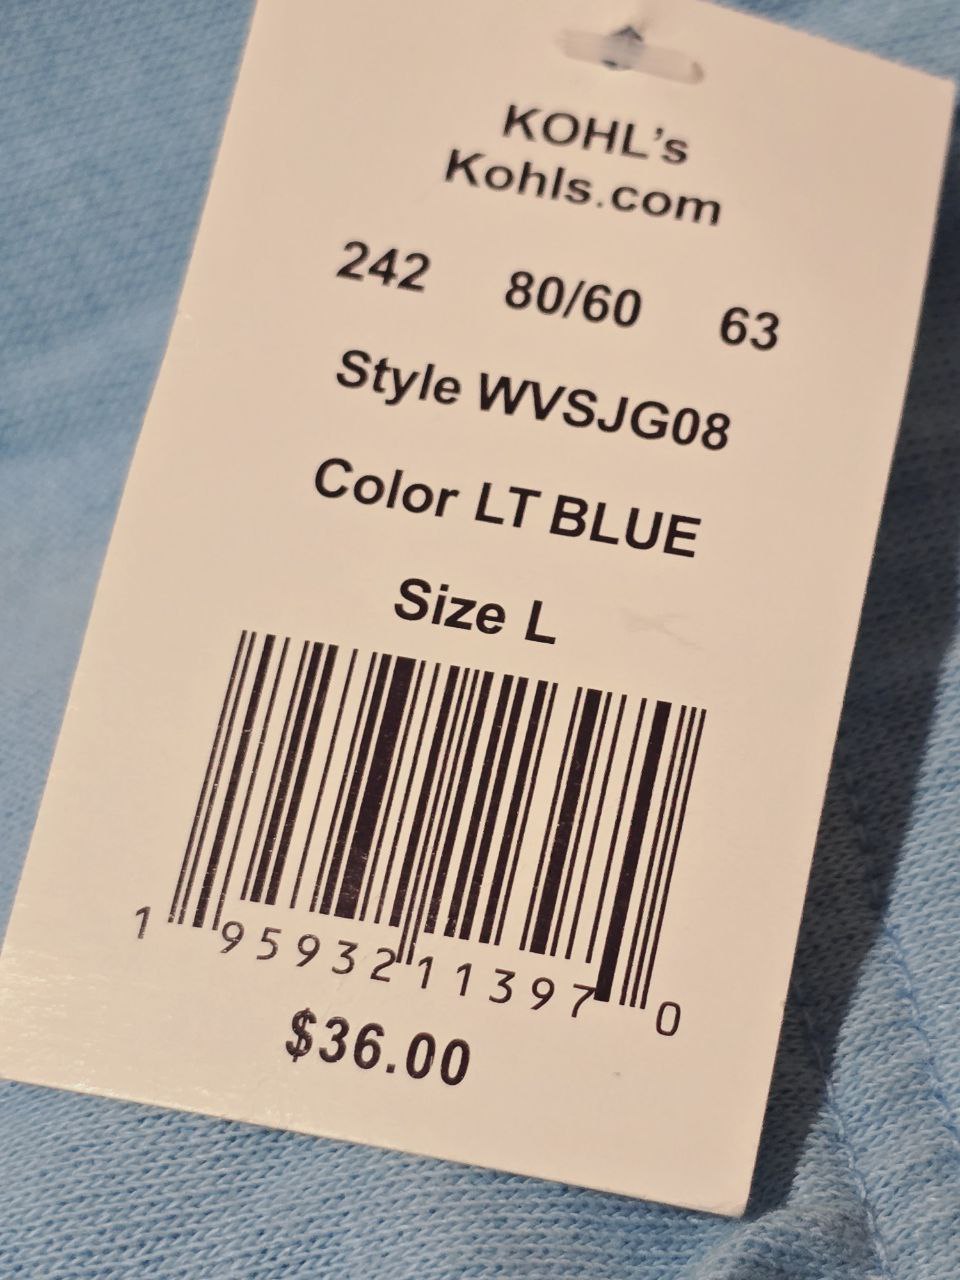 KOHL's
Kohls.com
242 80/60 63
Style WVSJG08
Color LT BLUE
Size L
1 95932 11397 0
$36.00